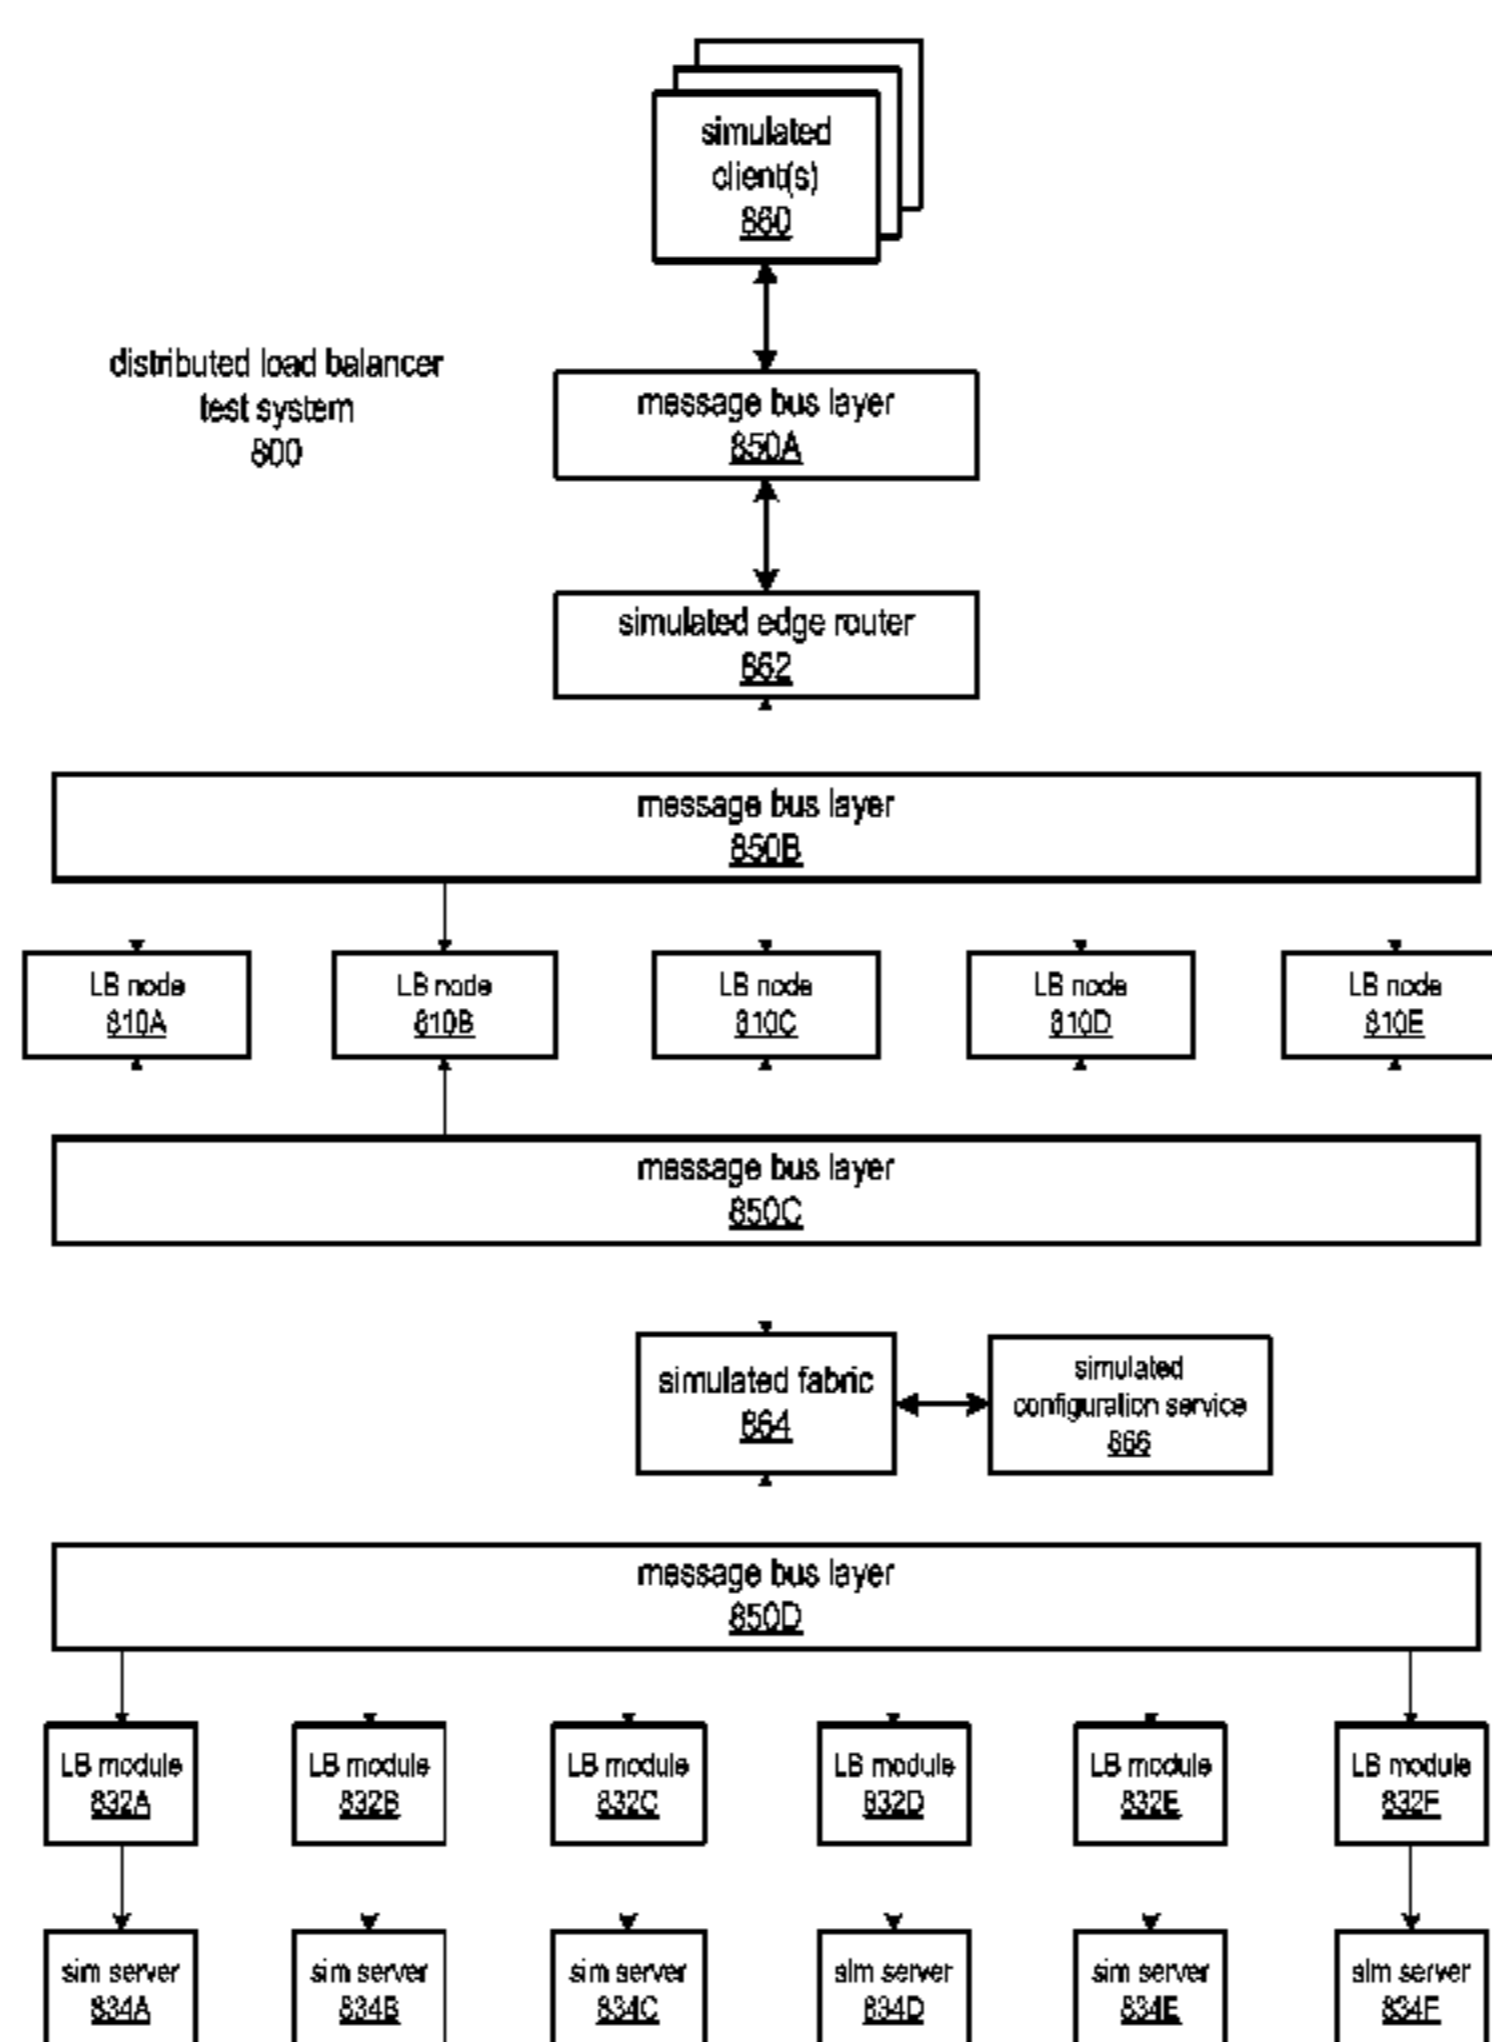 simulated
client(s)
860
distributed load balancer
test system
800
message bus layer
850A
simulated edge router
862
message bus layer
850B
LB node
810A
LB node
810B
LB node
810C
LB node
810D
LB node
810E
message bus layer
850C
simulated fabric
864
simulated
configuration service
866
message bus layer
850D
LB module
832A
LB module
832B
LB module
832C
LB module
832D
LB module
832E
LB module
832F
sim server
834A
sim server
834B
sim server
834C
sim server
834D
sim server
834E
sim server
834F